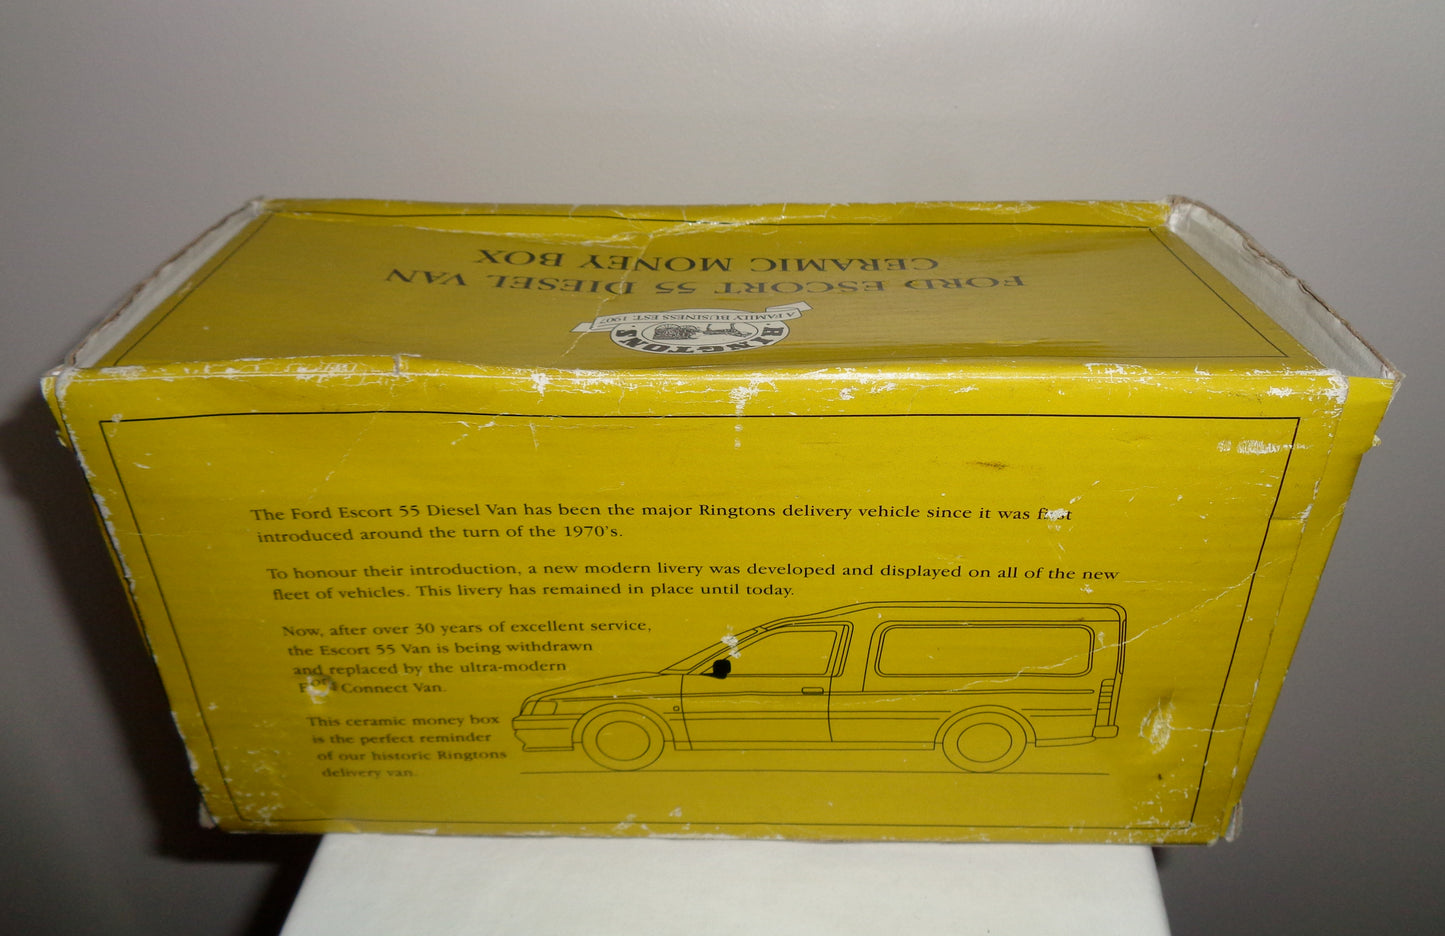 FORD ESCORT 55 DIESEL VAN
CERAMIC MONEY BOX
RINGTONS
A FAMILY BUSINESS EST. 1907
The Ford Escort 55 Diesel Van has been the major Ringtons delivery vehicle since it was first
introduced around the turn of the 1970's.
To honour their introduction, a new modern livery was developed and displayed on all of the new
fleet of vehicles. This livery has remained in place until today.
Now, after over 30 years of excellent service,
the Escort 55 Van is being withdrawn
and replaced by the ultra-modern
Ford Connect Van.
This ceramic money box
is the perfect reminder
of our historic Ringtons
delivery van.